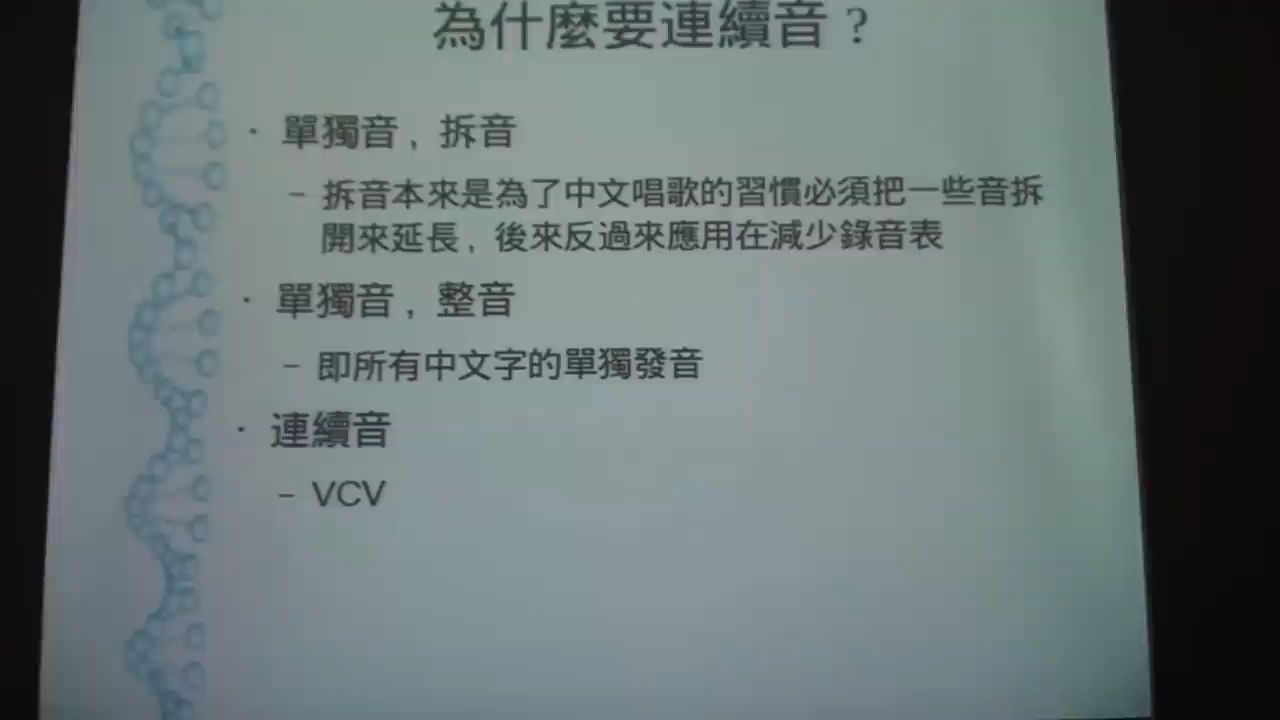 為什麼要連續音？
· 單獨音，拆音
– 拆音本來是為了中文唱歌的習慣必須把一些音拆
開來延長，後來反過來應用在減少錄音表
· 單獨音，整音
– 即所有中文字的單獨發音
· 連續音
– VCV